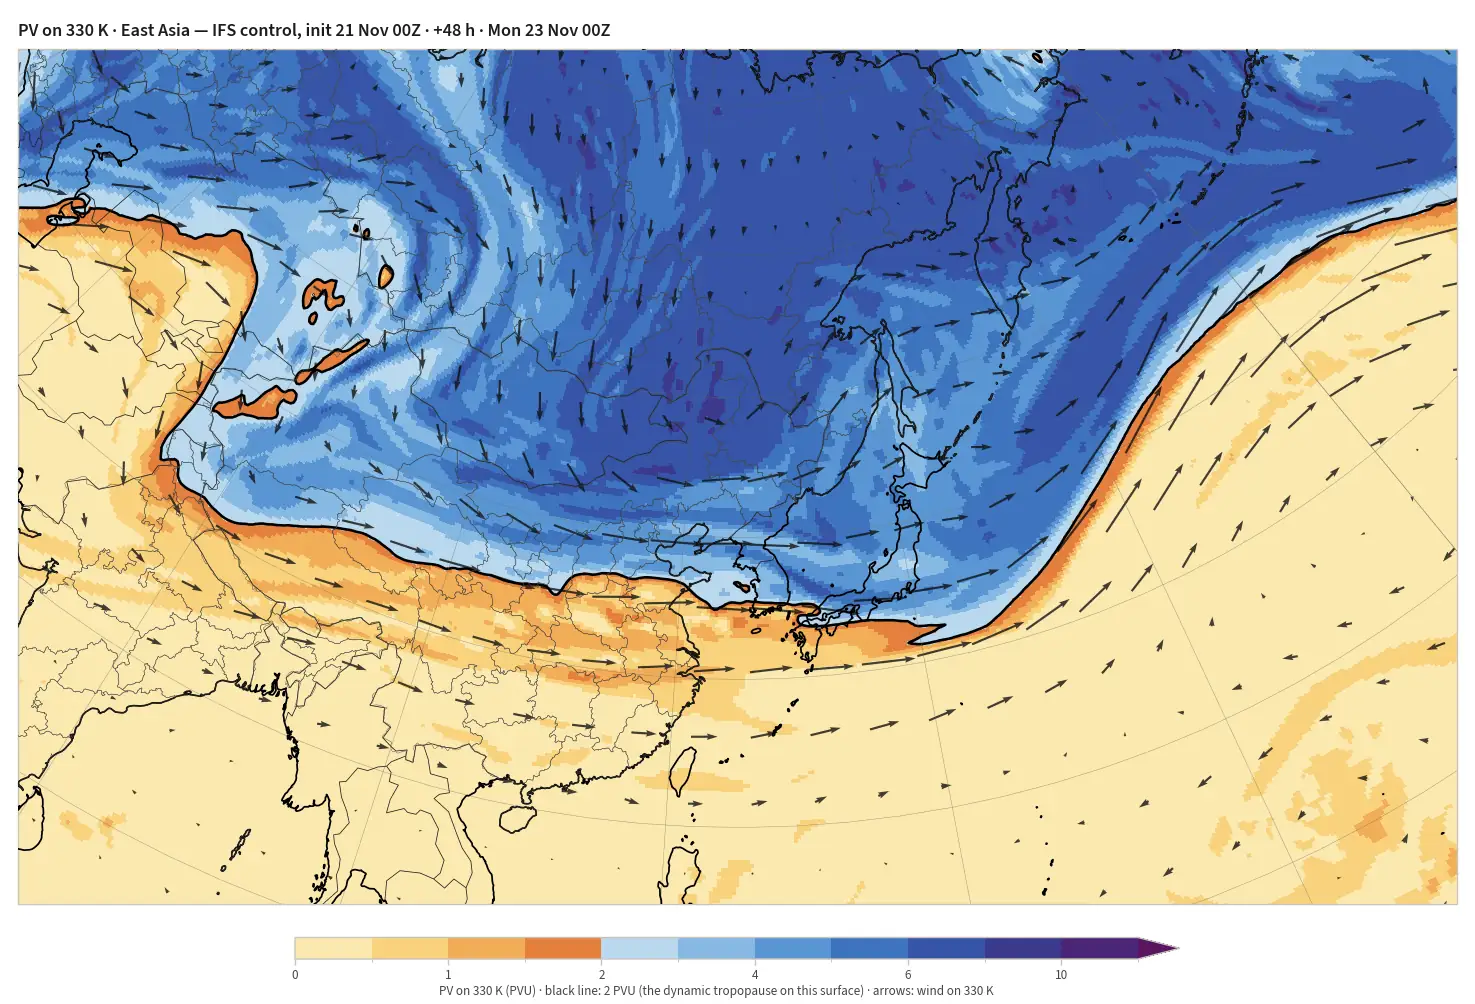 PV on 330 K · East Asia — IFS control, init 21 Nov 00Z · +48 h · Mon 23 Nov 00Z
0 1 2 4 6 10
PV on 330 K (PVU) · black line: 2 PVU (the dynamic tropopause on this surface) · arrows: wind on 330 K